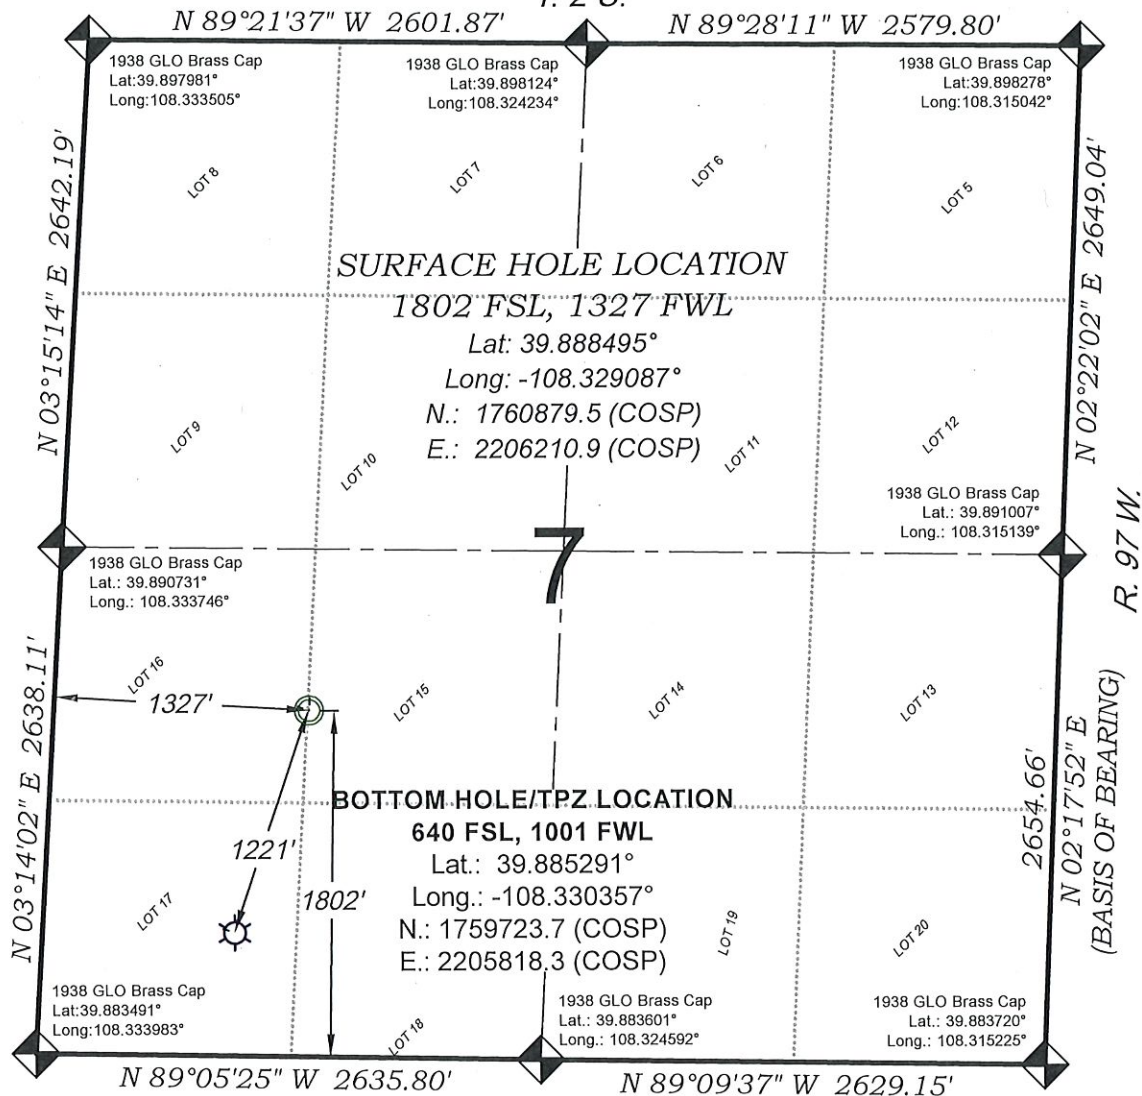 N 89°21'37" W 2601.87'
N 89°28'11" W 2579.80'
1938 GLO Brass Cap
Lat:39.897981°
Long:108.333505°
1938 GLO Brass Cap
Lat:39.898124°
Long:108.324234°
1938 GLO Brass Cap
Lat:39.898278°
Long:108.315042°
N 03°15'14" E 2642.19'
N 02°22'02" E 2649.04'
LOT 8
LOT 7
LOT 6
LOT 5
SURFACE HOLE LOCATION
1802 FSL, 1327 FWL
Lat: 39.888495°
Long: -108.329087°
N.: 1760879.5 (COSP)
E.: 2206210.9 (COSP)
LOT 9
LOT 10
LOT 11
LOT 12
1938 GLO Brass Cap
Lat.: 39.891007°
Long.: 108.315139°
R. 97 W.
7
1938 GLO Brass Cap
Lat.: 39.890731°
Long.: 108.333746°
N 03°14'02" E 2638.11'
LOT 16
1327'
LOT 15
LOT 14
LOT 13
2654.66'
N 02°17'52" E
(BASIS OF BEARING)
BOTTOM HOLE/TPZ LOCATION
640 FSL, 1001 FWL
Lat.: 39.885291°
Long.: -108.330357°
N.: 1759723.7 (COSP)
E.: 2205818.3 (COSP)
1221'
1802'
LOT 17
LOT 18
LOT 19
LOT 20
1938 GLO Brass Cap
Lat:39.883491°
Long:108.333983°
1938 GLO Brass Cap
Lat.: 39.883601°
Long.: 108.324592°
1938 GLO Brass Cap
Lat.: 39.883720°
Long.: 108.315225°
N 89°05'25" W 2635.80'
N 89°09'37" W 2629.15'